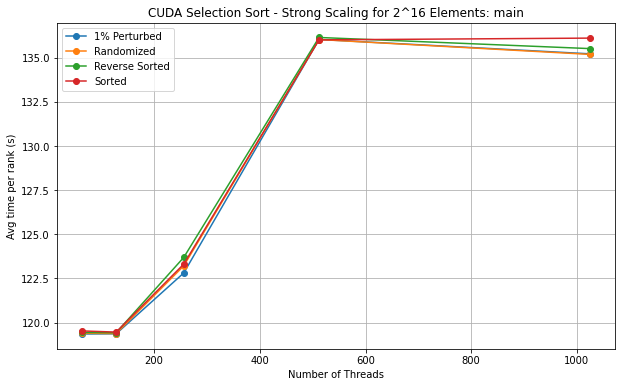 CUDA Selection Sort - Strong Scaling for 2^16 Elements: main
1% Perturbed
Randomized
Reverse Sorted
Sorted
Avg time per rank (s)
135.0
132.5
130.0
127.5
125.0
122.5
120.0
200 400 600 800 1000
Number of Threads